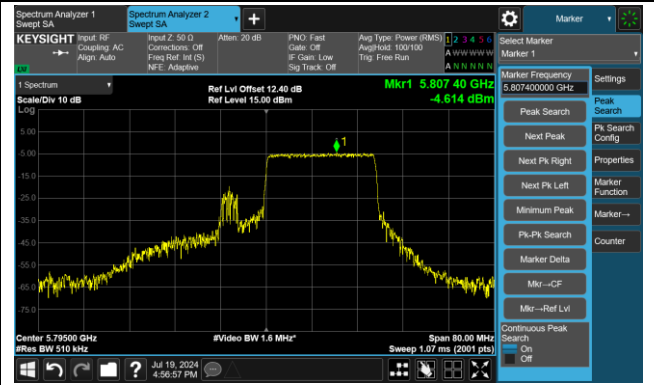 Spectrum Analyzer 1
Swept SA
Spectrum Analyzer 2
Swept SA
KEYSIGHT
Input: RF
Coupling: AC
Align: Auto
Input Z: 50 Ω
Corrections: Off
Freq Ref: Int (S)
NFE: Adaptive
Atten: 20 dB
PNO: Fast
Gate: Off
IF Gain: Low
Sig Track: Off
Avg Type: Power (RMS)
Avg|Hold: 100/100
Trig: Free Run
1 2 3 4 5 6
A W W W W W
A N N N N N
1 Spectrum
Scale/Div 10 dB
Log
Ref Lvl Offset 12.40 dB
Ref Level 15.00 dBm
Mkr1 5.807 40 GHz
-4.614 dBm
5.00
-5.00
-15.0
-25.0
-35.0
-45.0
-55.0
-65.0
-75.0
1
Center 5.79500 GHz
#Res BW 510 kHz
#Video BW 1.6 MHz*
Span 80.00 MHz
Sweep 1.07 ms (2001 pts)
Jul 19, 2024
4:56:57 PM
Marker
Select Marker
Marker 1
Marker Frequency
5.807400000 GHz
Peak Search
Next Peak
Next Pk Right
Next Pk Left
Minimum Peak
Pk-Pk Search
Marker Delta
Mkr→CF
Mkr→Ref Lvl
Continuous Peak
Search
On
Off
Settings
Peak
Search
Pk Search
Config
Properties
Marker
Function
Marker→
Counter